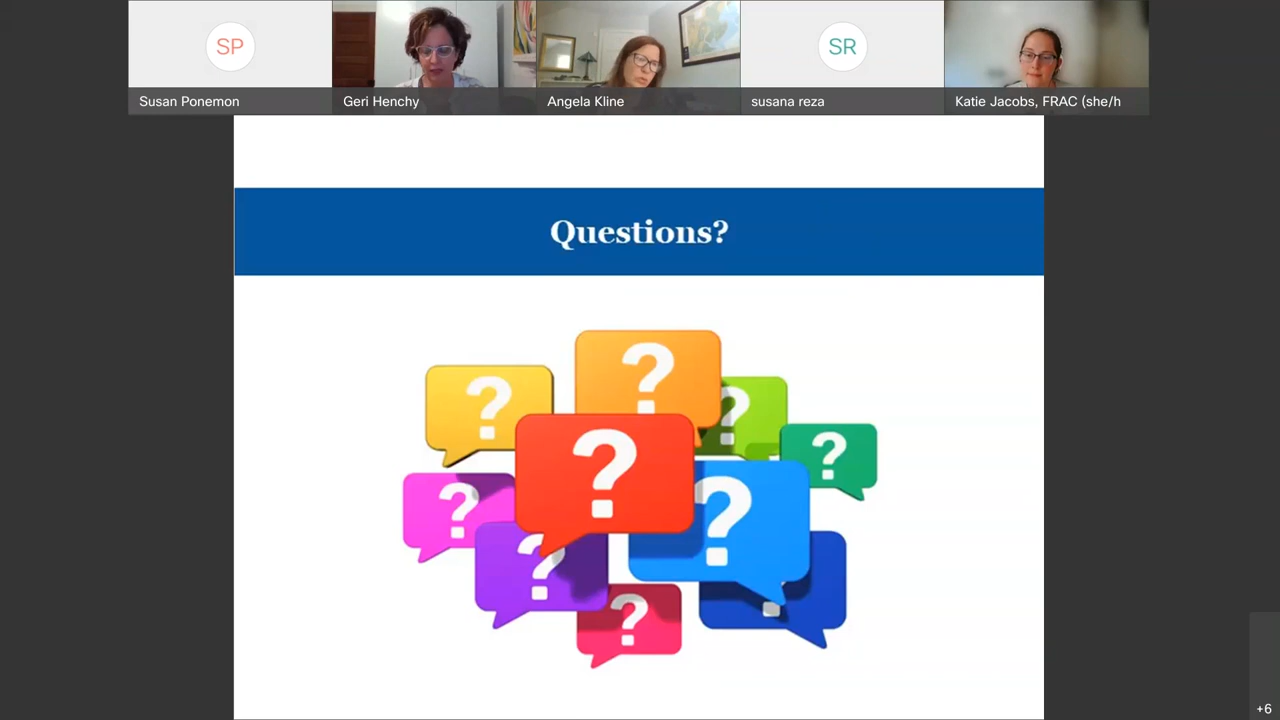 SP
SR
Susan Ponemon
Geri Henchy
Angela Kline
susana reza
Katie Jacobs, FRAC (she/h
Questions?
?
?
?
?
?
?
?
?
?
+6